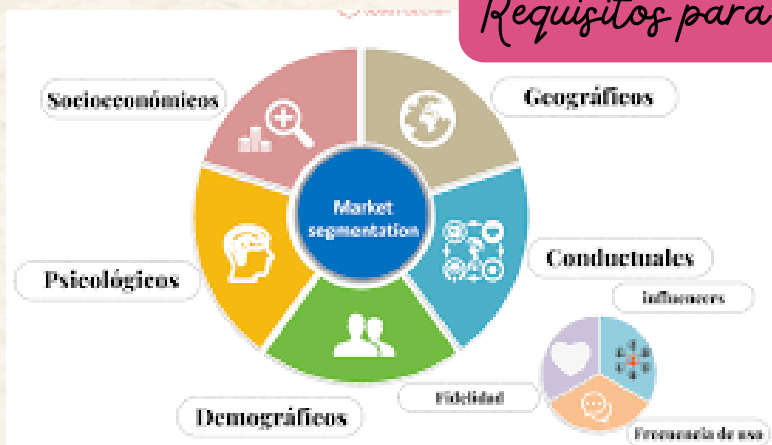 Requisitos para
Socioeconómicos
Geográficos
Market
segmentation
Psicológicos
Conductuales
influencers
Fidelidad
Demográficos
Frecuencia de uso